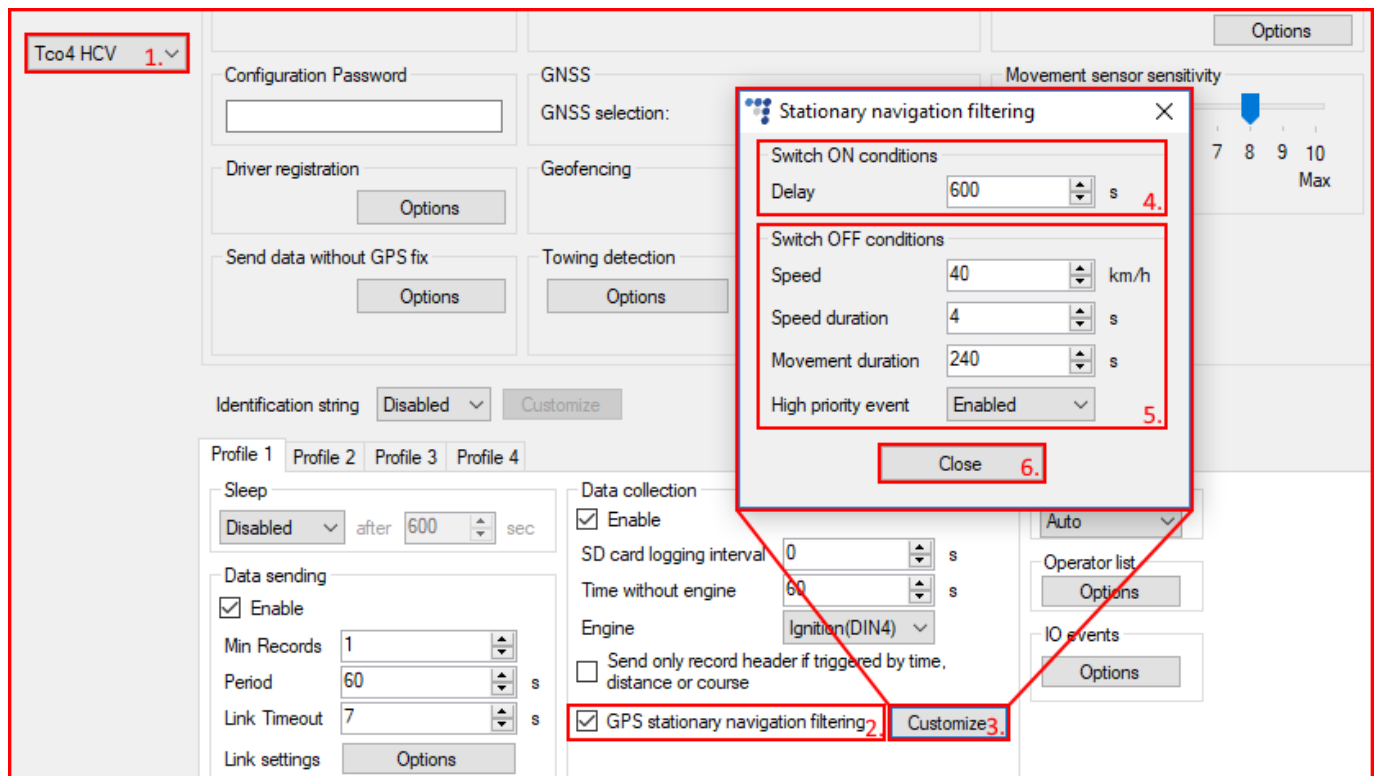 Options
Tco4 HCV 1.
Configuration Password
GNSS
GNSS selection:
Movement sensor sensitivity
7 8 9 10
Max
Driver registration
Options
Geofencing
Send data without GPS fix
Options
Towing detection
Options
Stationary navigation filtering
Switch ON conditions
Delay 600 s 4.
Switch OFF conditions
Speed 40 km/h
Speed duration 4 s
Movement duration 240 s
High priority event Enabled 5.
Close 6.
Identification string Disabled Customize
Profile 1 Profile 2 Profile 3 Profile 4
Sleep
Disabled after 600 sec
Data sending
Enable
Min Records 1
Period 60 s
Link Timeout 7 s
Link settings Options
Data collection
Enable
SD card logging interval 0 s
Time without engine 60 s
Engine Ignition(DIN4)
Send only record header if triggered by time,
distance or course
GPS stationary navigation filtering 2. Customize 3.
Auto
Operator list
Options
IO events
Options